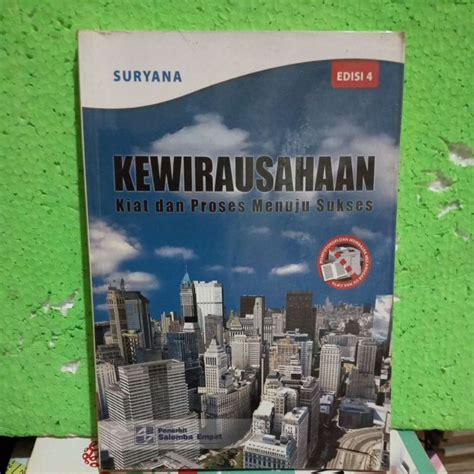 SURYANA
EDISI 4
KEWIRAUSAHAAN
Kiat dan Proses Menuju Sukses
Penerbit
Salemba Empat